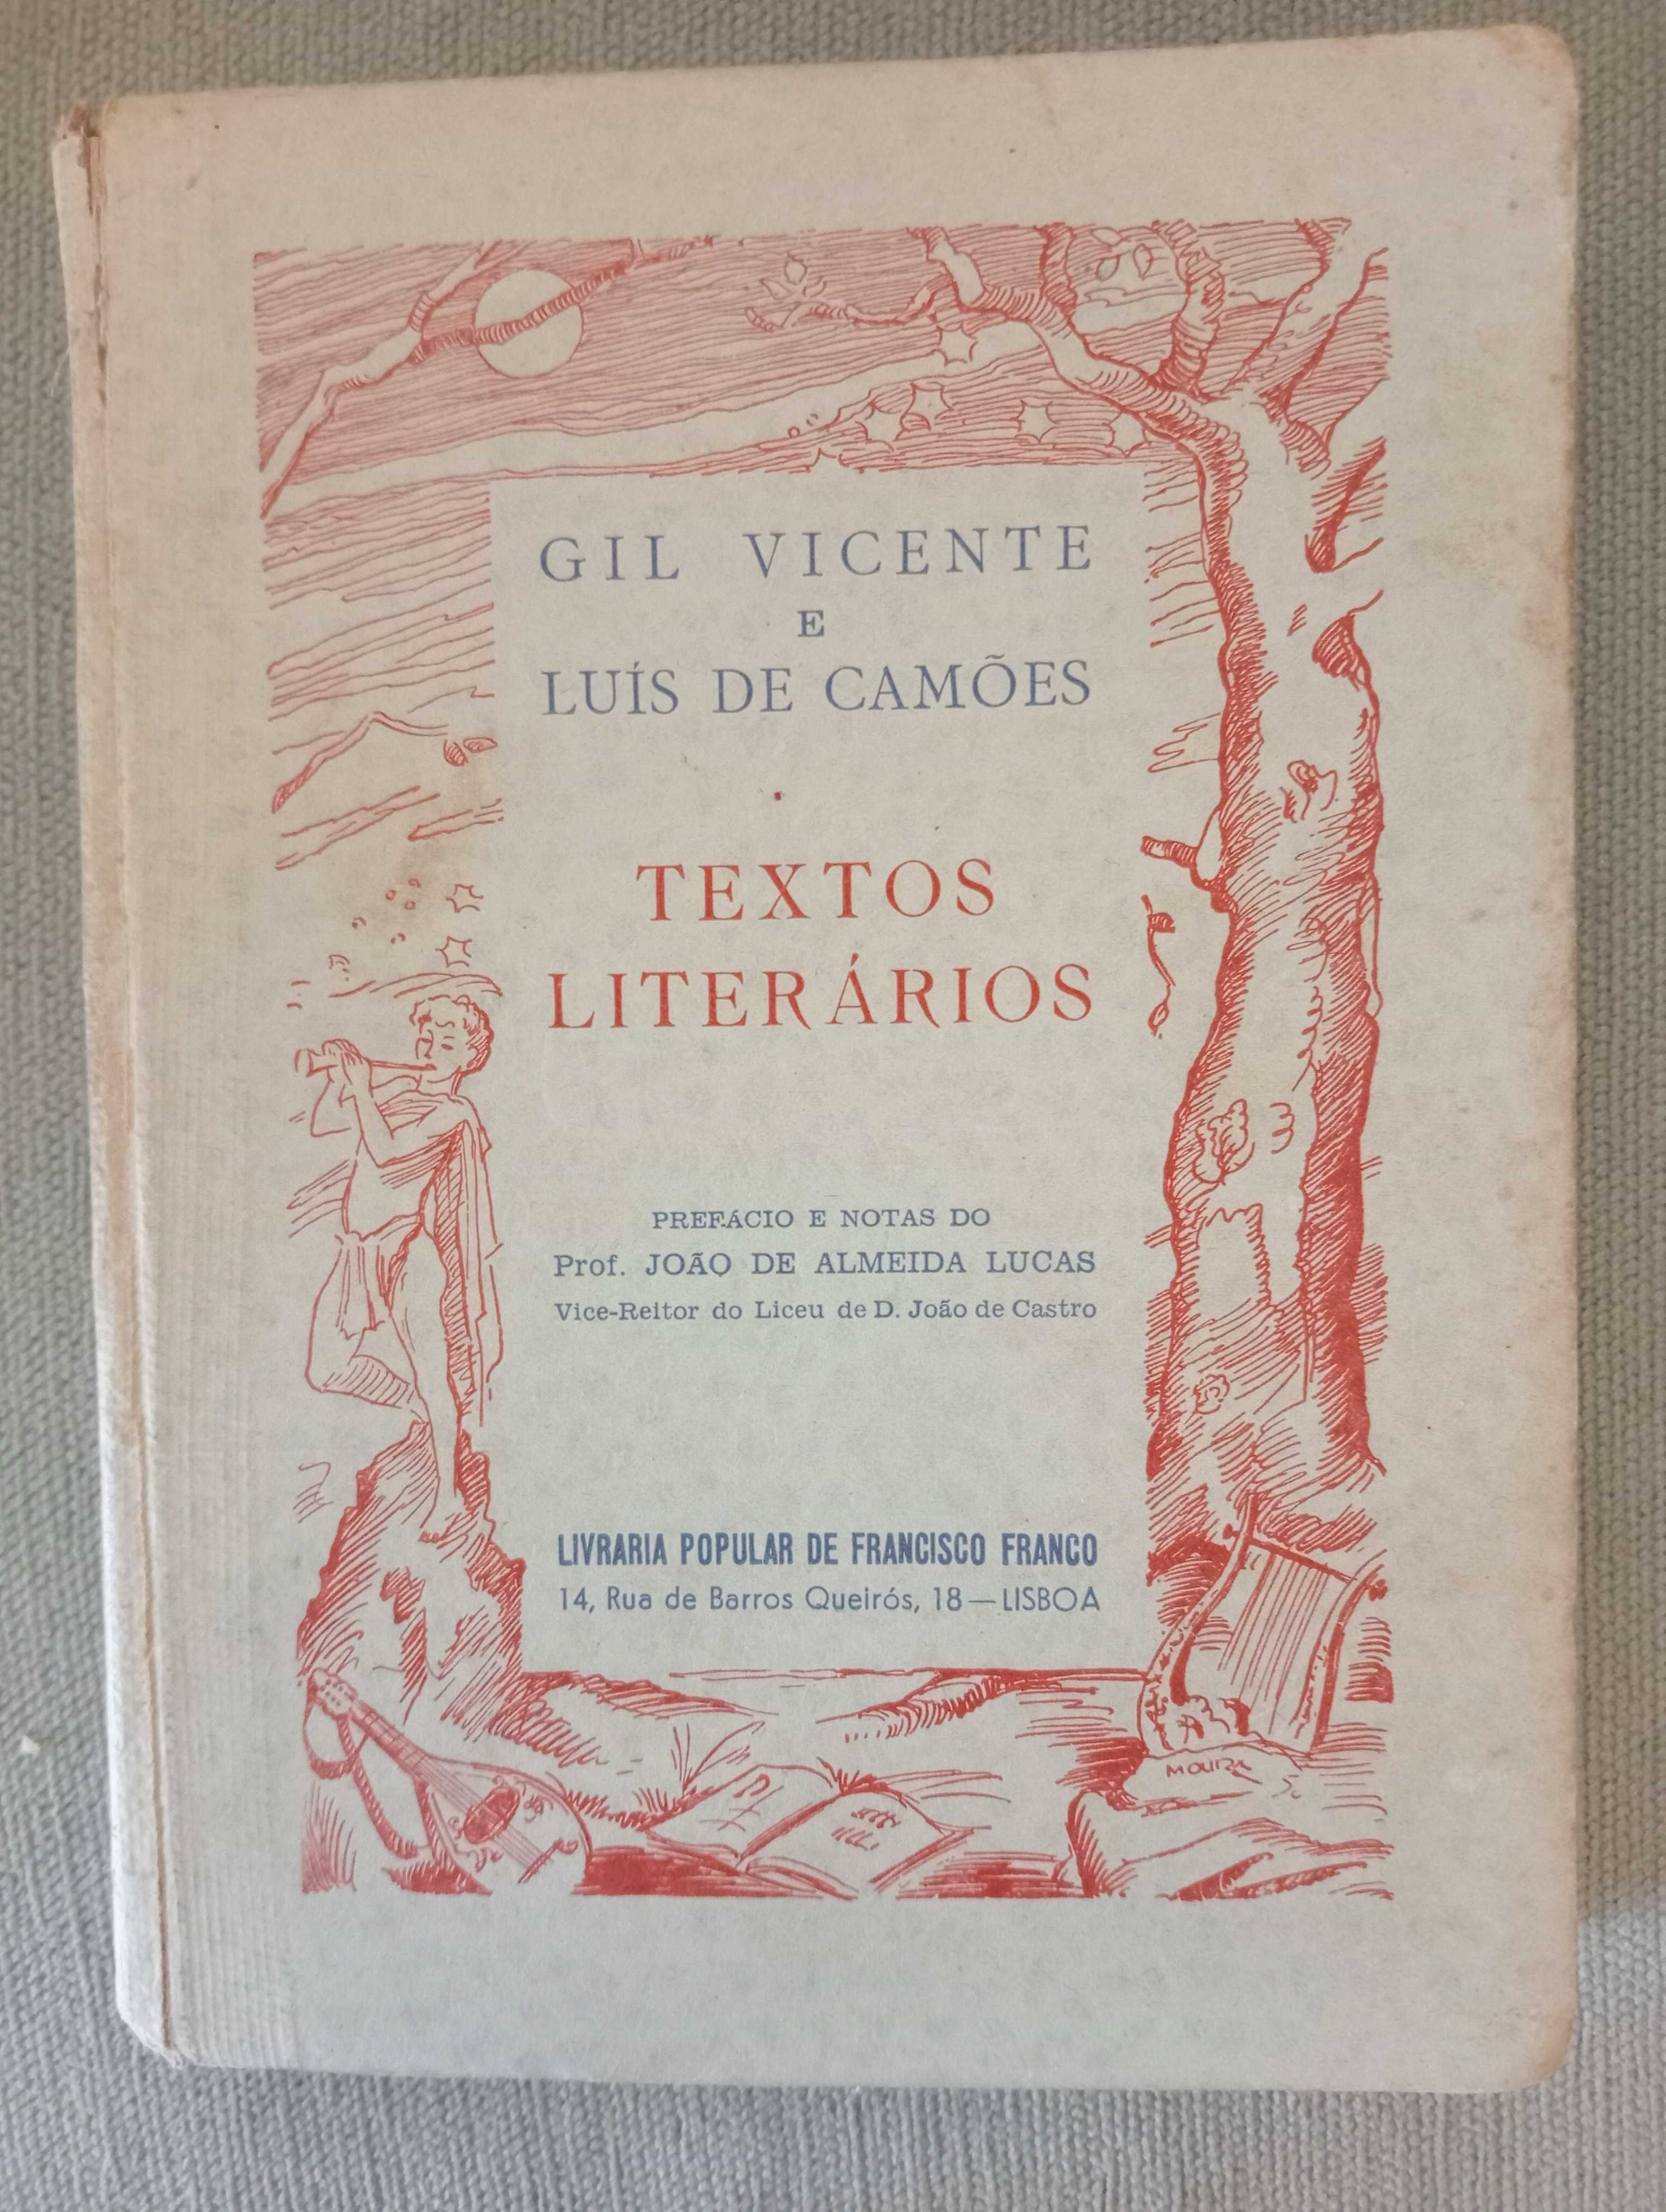 GIL VICENTE
E
LUÍS DE CAMÕES
TEXTOS
LITERÁRIOS
PREFÁCIO E NOTAS DO
Prof. JOÃO DE ALMEIDA LUCAS
Vice-Reitor do Liceu de D. João de Castro
LIVRARIA POPULAR DE FRANCISCO FRANCO
14, Rua de Barros Queirós, 18 — LISBOA
MOURA